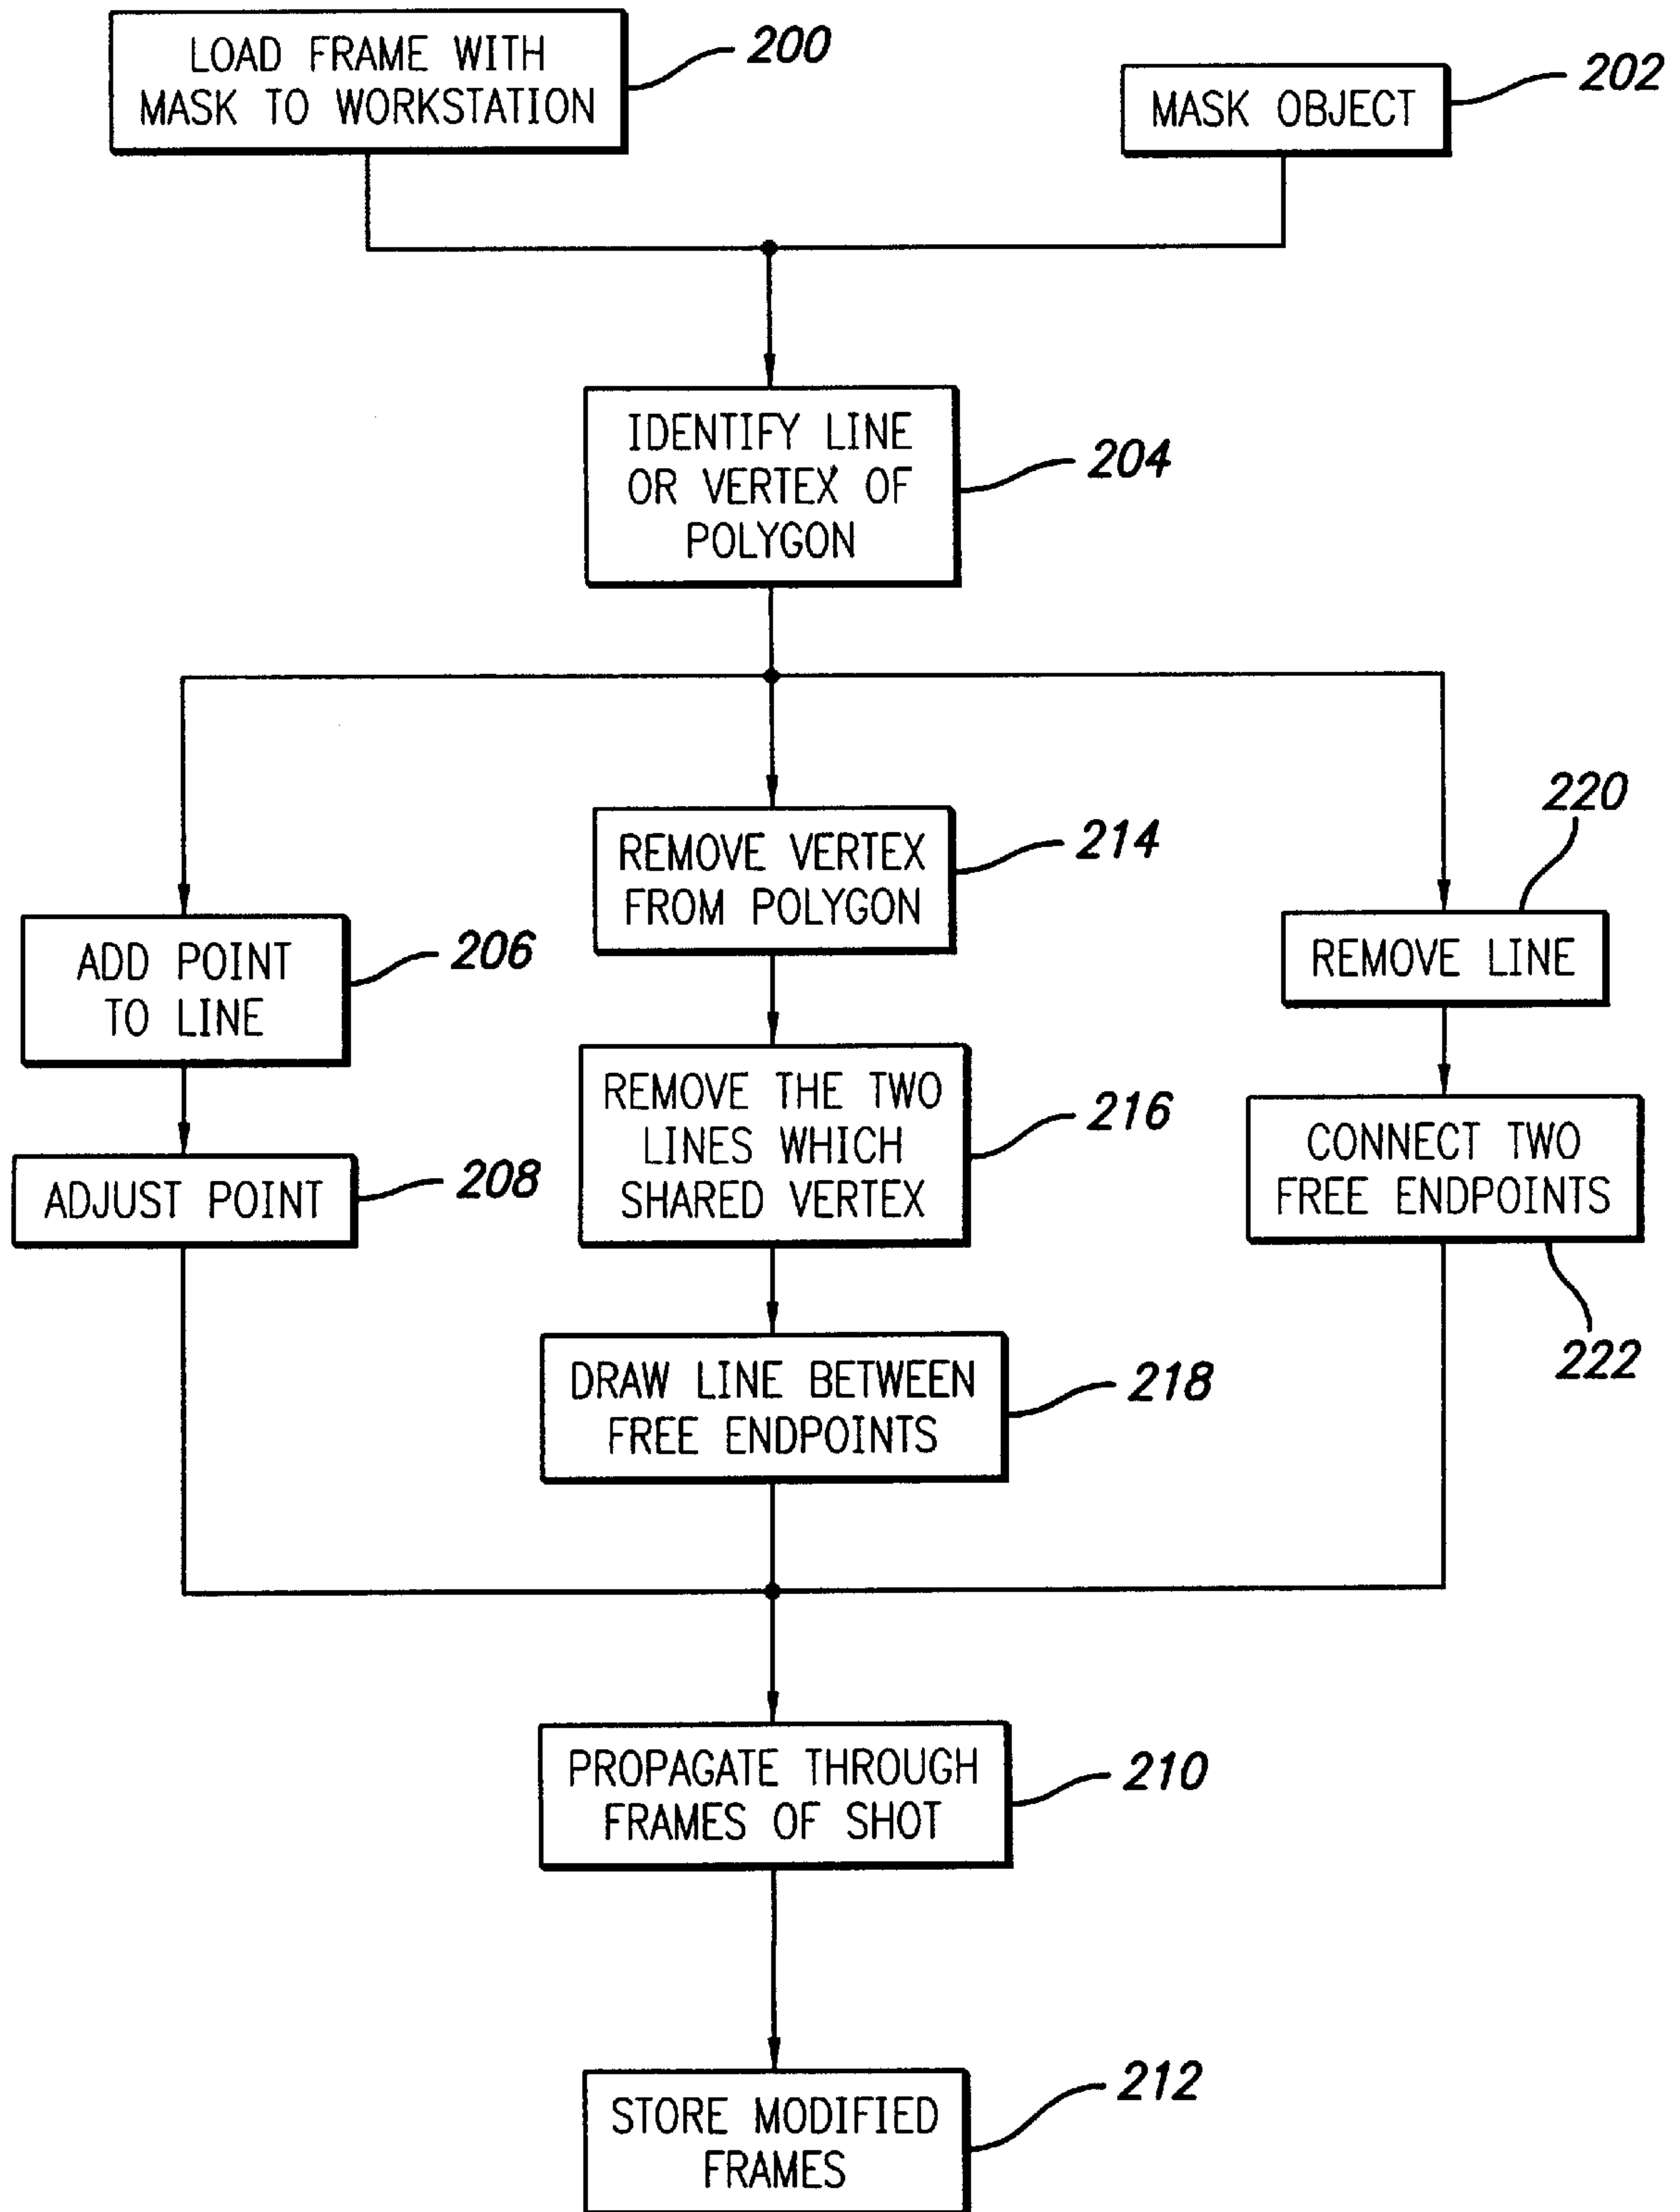 LOAD FRAME WITH
MASK TO WORKSTATION
200
MASK OBJECT
202
IDENTIFY LINE
OR VERTEX OF
POLYGON
204
ADD POINT
TO LINE
206
ADJUST POINT
208
REMOVE VERTEX
FROM POLYGON
214
REMOVE THE TWO
LINES WHICH
SHARED VERTEX
216
DRAW LINE BETWEEN
FREE ENDPOINTS
218
220
REMOVE LINE
CONNECT TWO
FREE ENDPOINTS
222
PROPAGATE THROUGH
FRAMES OF SHOT
210
STORE MODIFIED
FRAMES
212